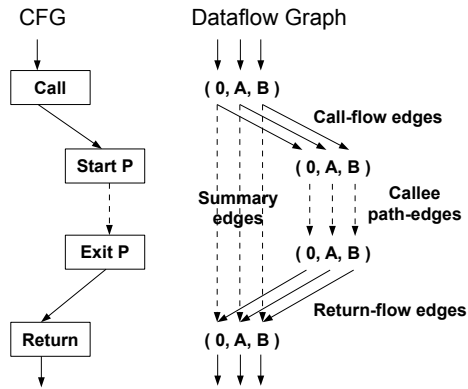 CFG
Dataflow Graph
Call
( 0, A, B )
Call-flow edges
Start P
( 0, A, B )
Summary
edges
Callee
path-edges
Exit P
( 0, A, B )
Return-flow edges
Return
( 0, A, B )